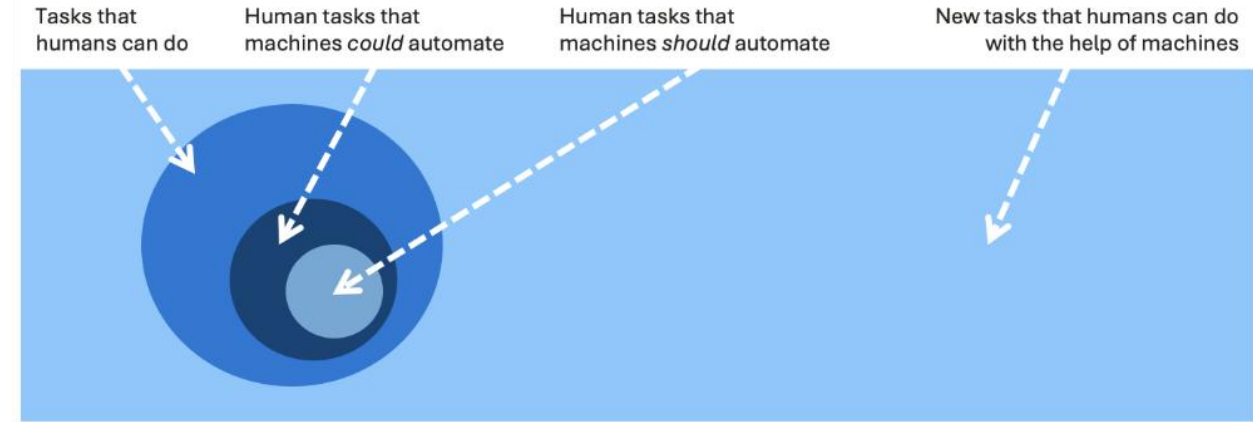 Tasks that
humans can do
Human tasks that
machines could automate
Human tasks that
machines should automate
New tasks that humans can do
with the help of machines